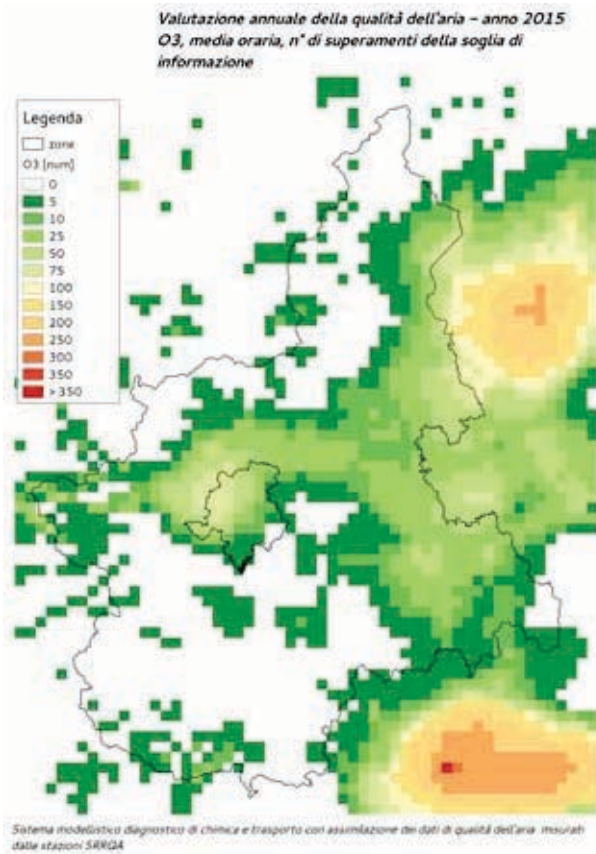 Valutazione annuale della qualità dell'aria – anno 2015
O3, media oraria, n° di superamenti della soglia di
informazione
Legenda
zone
O3 [num]
0
5
10
25
50
75
100
150
200
250
300
350
>350
Sistema modellistico diagnostico di chimica e trasporto con assimilazione dei dati di qualità dell'aria misurati
dalle stazioni SRRQA